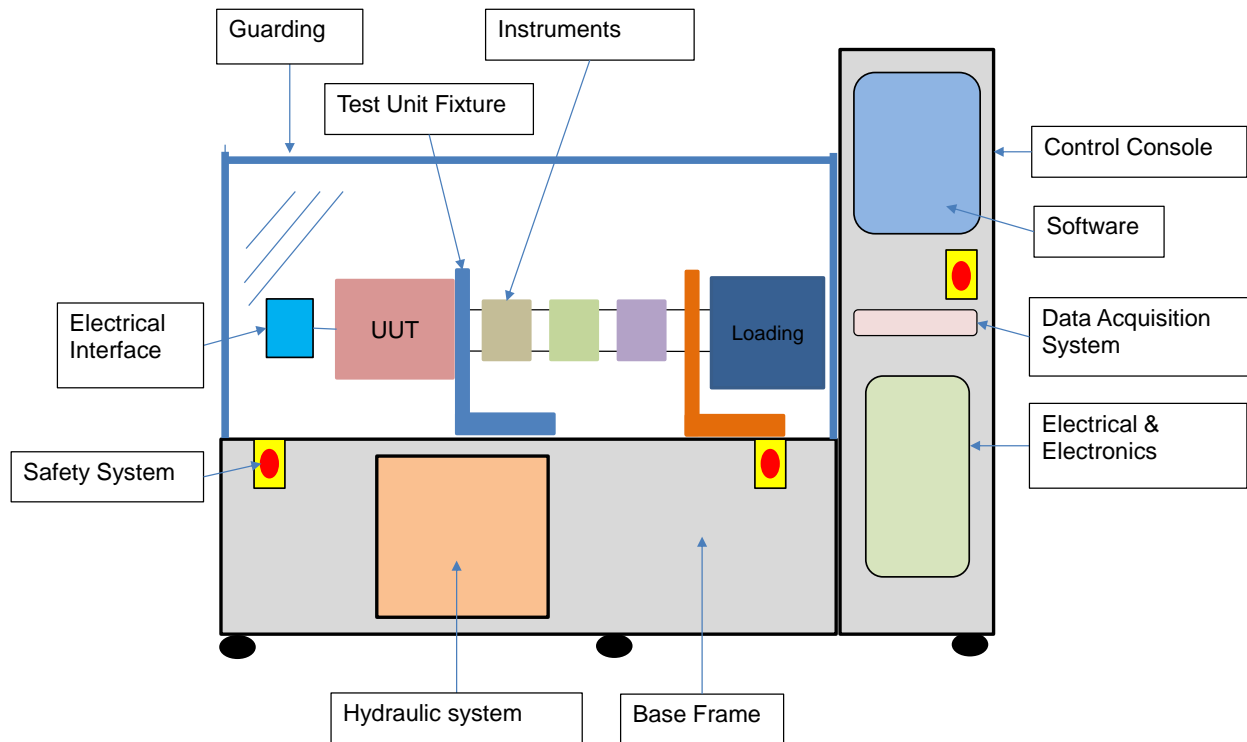 Guarding
Instruments
Test Unit Fixture
Control Console
Software
Electrical
Interface
UUT
Loading
Data Acquisition
System
Electrical &
Electronics
Safety System
Hydraulic system
Base Frame